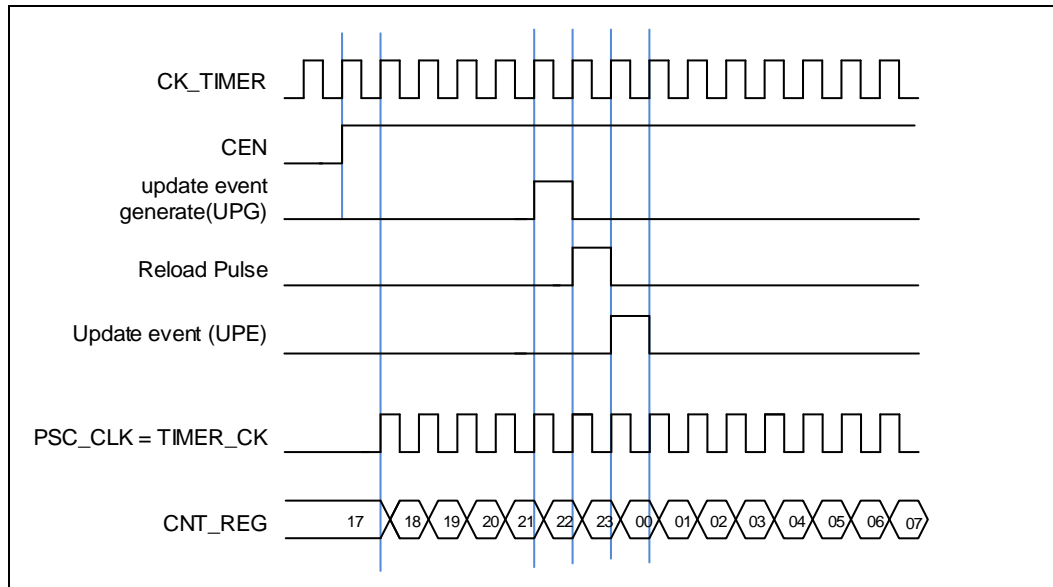 CK_TIMER
CEN
update event
generate(UPG)
Reload Pulse
Update event (UPE)
PSC_CLK = TIMER_CK
CNT_REG 17 18 19 20 21 22 23 00 01 02 03 04 05 06 07